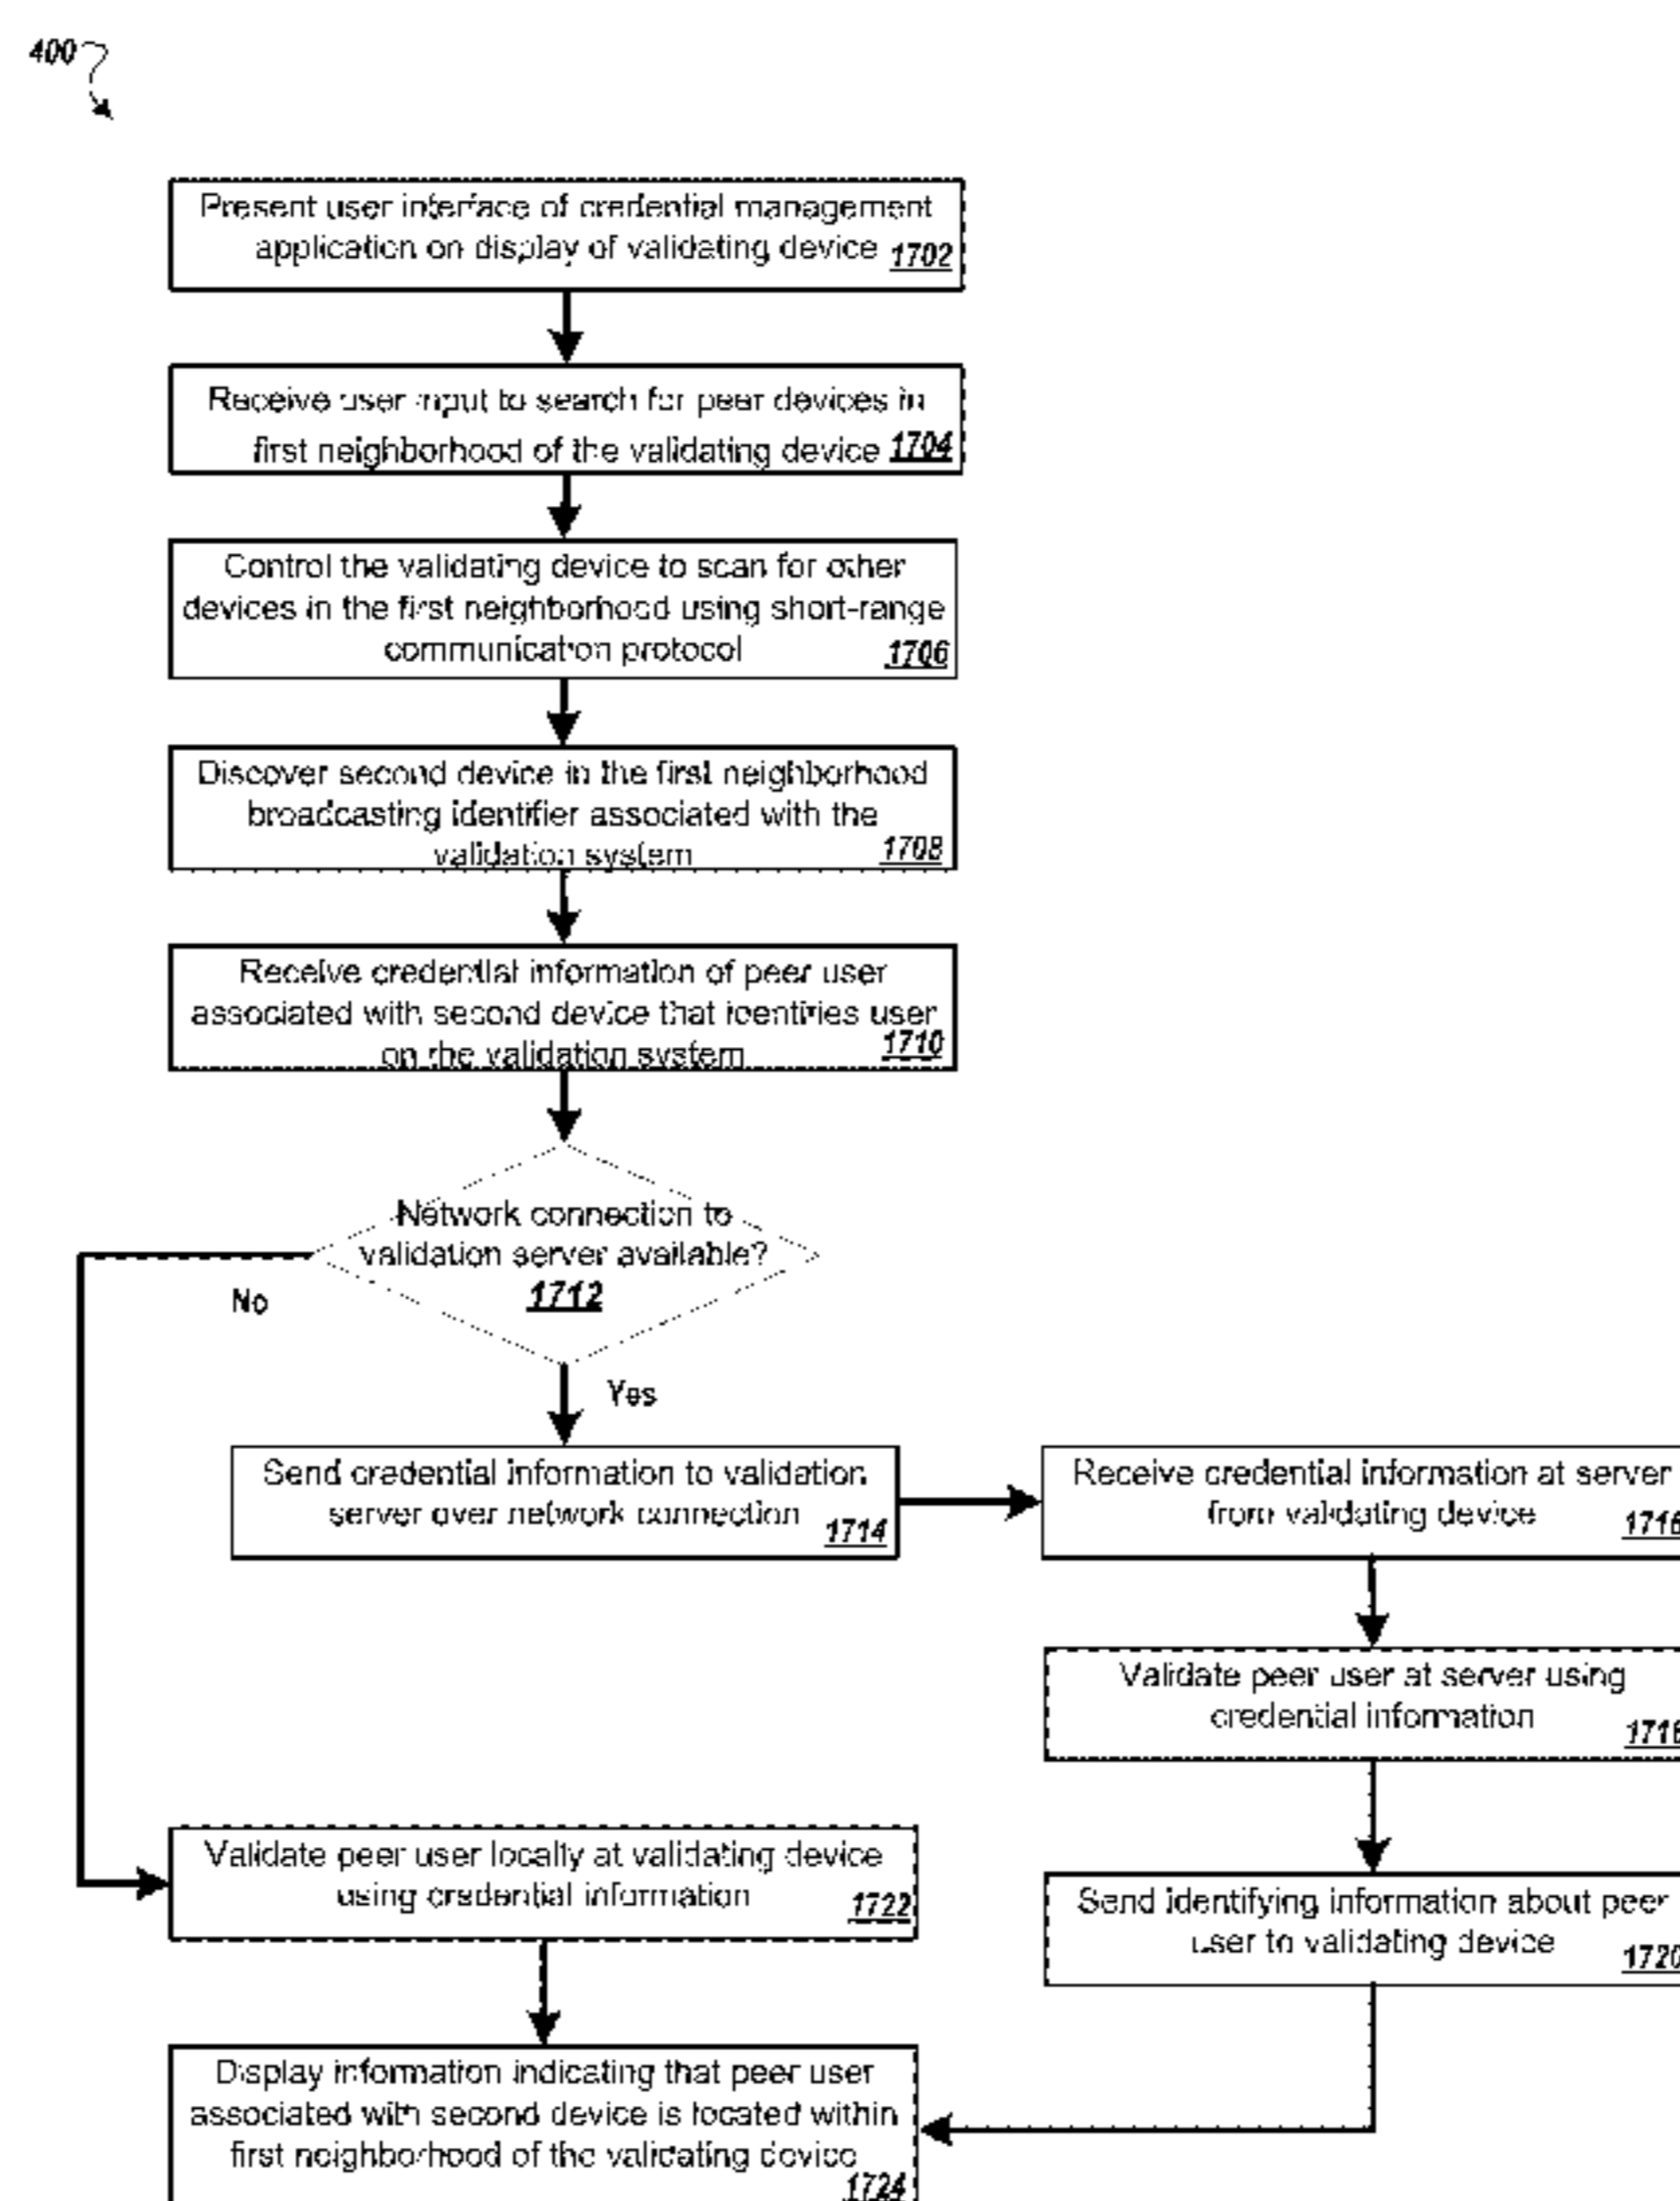 400
Present user interface of credential management
application on display of validating device 1702
Receive user input to search for peer devices in
first neighborhood of the validating device 1704
Control the validating device to scan for other
devices in the first neighborhood using short-range
communication protocol 1706
Discover second device in the first neighborhood
broadcasting identifier associated with the
validation system 1708
Receive credential information of peer user
associated with second device that identifies user
on the validation system 1710
Network connection to
validation server available?
1712
No
Yes
Send credential information to validation
server over network connection 1714
Receive credential information at server
from validating device
Validate peer user at server using
credential information
Send identifying information about peer
user to validating device 1720
Validate peer user locally at validating device
using credential information 1722
Display information indicating that peer user
associated with second device is located within
first neighborhood of the validating device
1724